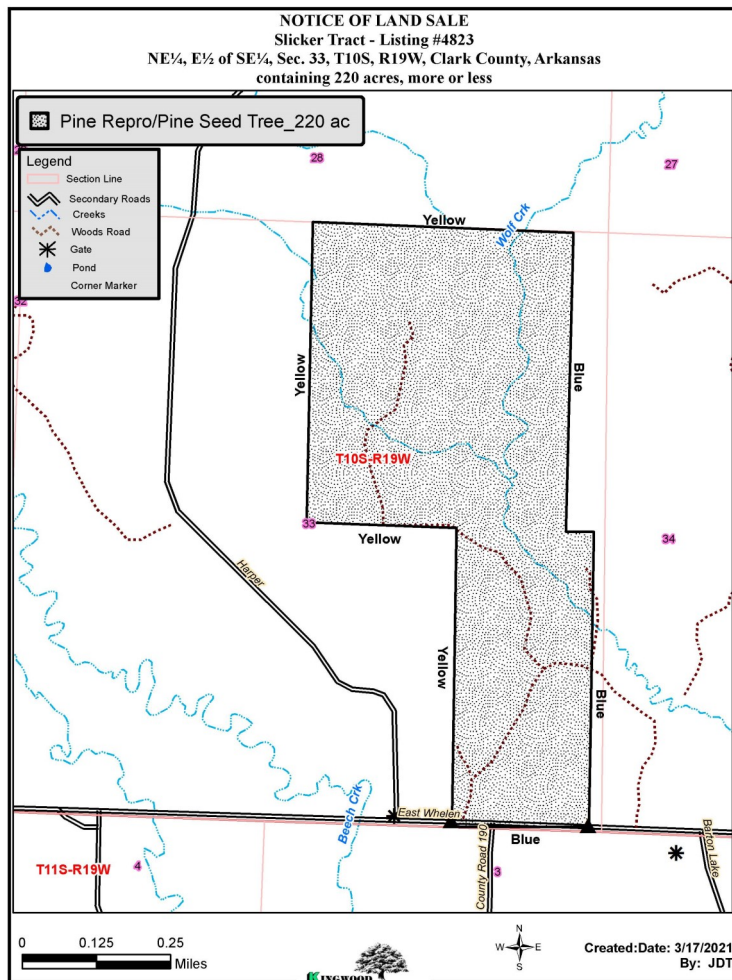 NOTICE OF LAND SALE
Slicker Tract - Listing #4823
NE¼, E½ of SE¼, Sec. 33, T10S, R19W, Clark County, Arkansas
containing 220 acres, more or less
Pine Repro/Pine Seed Tree_220 ac
28
27
Legend
Section Line
Secondary Roads
Creeks
Woods Road
Gate
Pond
Corner Marker
32
Yellow
Wolf Crk
Yellow
Blue
T10S-R19W
33
Yellow
34
Harper
Yellow
Blue
Beech Crk
East Whelen
Blue
County Road 190
Barton Lake
T11S-R19W
4
3
0 0.125 0.25
Miles
N
W E
S
Created:Date: 3/17/2021
By: JDT
KINGWOOD